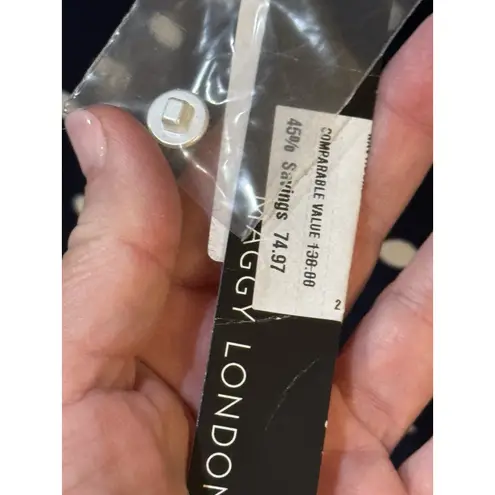 COMPARABLE VALUE 138.00
45% Savings 74.97
2
MAGGY LONDON